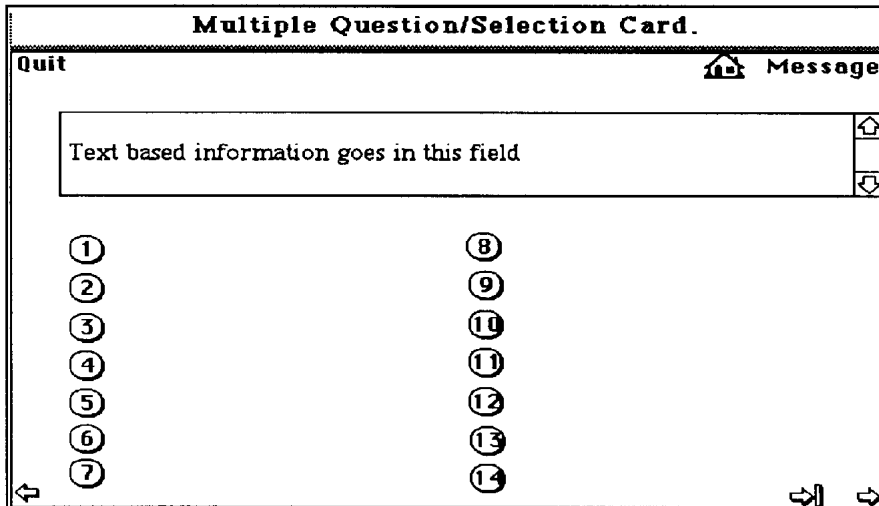 Multiple Question/Selection Card.
Quit Message
Text based information goes in this field
1 8
2 9
3 10
4 11
5 12
6 13
7 14